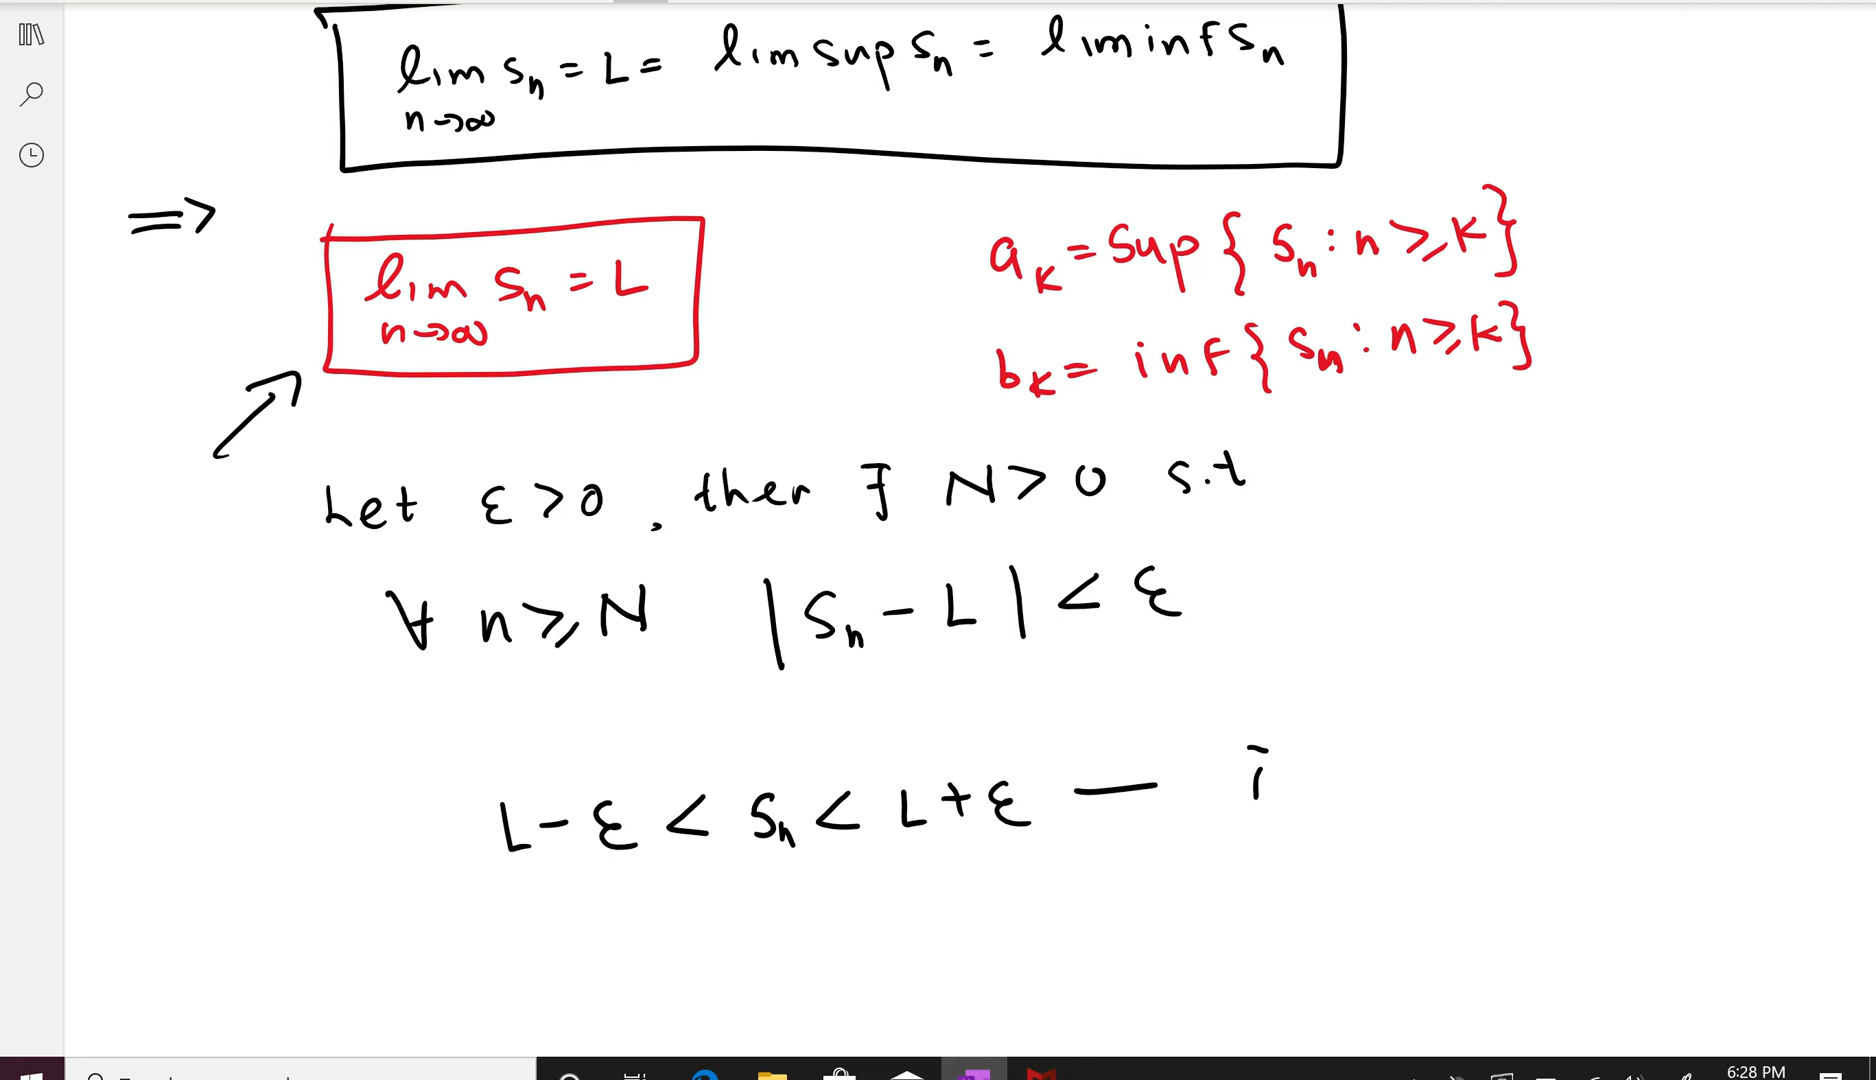 lim sₙ = L = lim sup sₙ = lim inf sₙ
n→∞
⇒
lim sₙ = L
n→∞
aₖ = sup { sₙ : n ≥ k }
bₖ = inf { sₙ : n ≥ k }
Let ε > 0, then ∃ N > 0 s.t
∀ n ≥ N |sₙ - L| < ε
L - ε < sₙ < L + ε —
6:28 PM